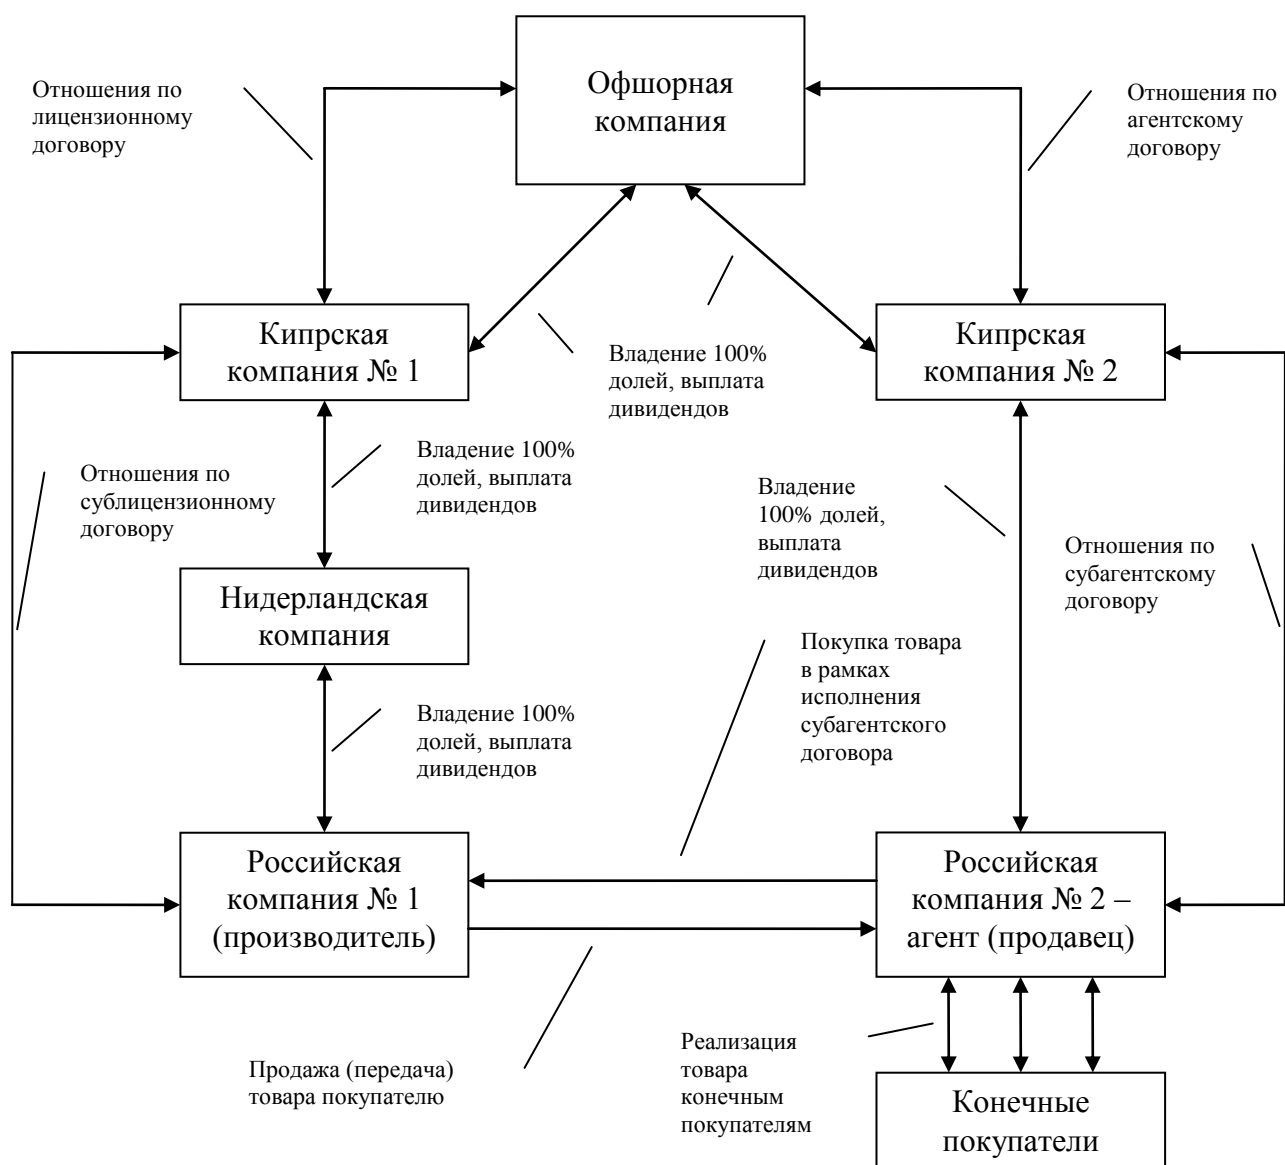 Офшорная
компания
Отношения по
лицензионному
договору
Отношения по
агентскому
договору
Кипрская
компания № 1
Владение 100%
долей, выплата
дивидендов
Кипрская
компания № 2
Отношения по
сублицензионному
договору
Владение 100%
долей, выплата
дивидендов
Владение
100% долей,
выплата
дивидендов
Отношения по
субагентскому
договору
Нидерландская
компания
Покупка товара
в рамках
исполнения
субагентского
договора
Владение 100%
долей, выплата
дивидендов
Российская
компания № 1
(производитель)
Российская
компания № 2 –
агент (продавец)
Продажа (передача)
товара покупателю
Реализация
товара
конечным
покупателям
Конечные
покупатели